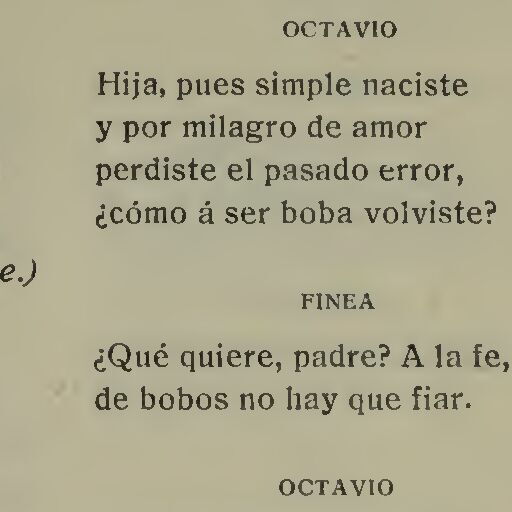 OCTAVIO
Hija, pues simple naciste
y por milagro de amor
perdiste el pasado error,
¿cómo á ser boba volviste?
e.)
FINEA
¿Qué quiere, padre? A la fe,
de bobos no hay que fiar.
OCTAVIO